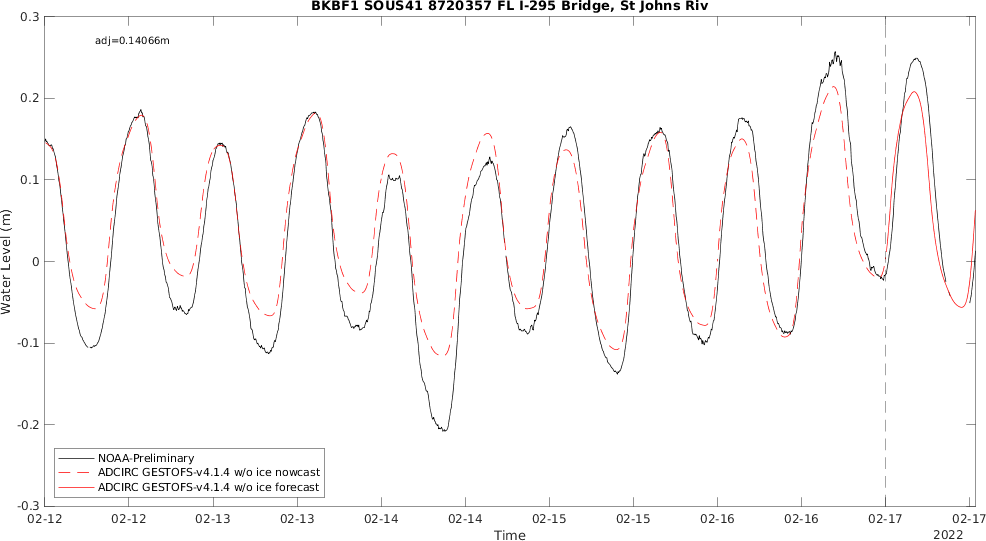 BKBF1 SOUS41 8720357 FL I-295 Bridge, St Johns Riv
adj=0.14066m
0.3
0.2
0.1
0
-0.1
-0.2
-0.3
Water Level (m)
NOAA-Preliminary
ADCIRC GESTOFS-v4.1.4 w/o ice nowcast
ADCIRC GESTOFS-v4.1.4 w/o ice forecast
02-12 02-12 02-13 02-13 02-14 02-14 02-15 02-15 02-16 02-16 02-17 02-17
Time
2022